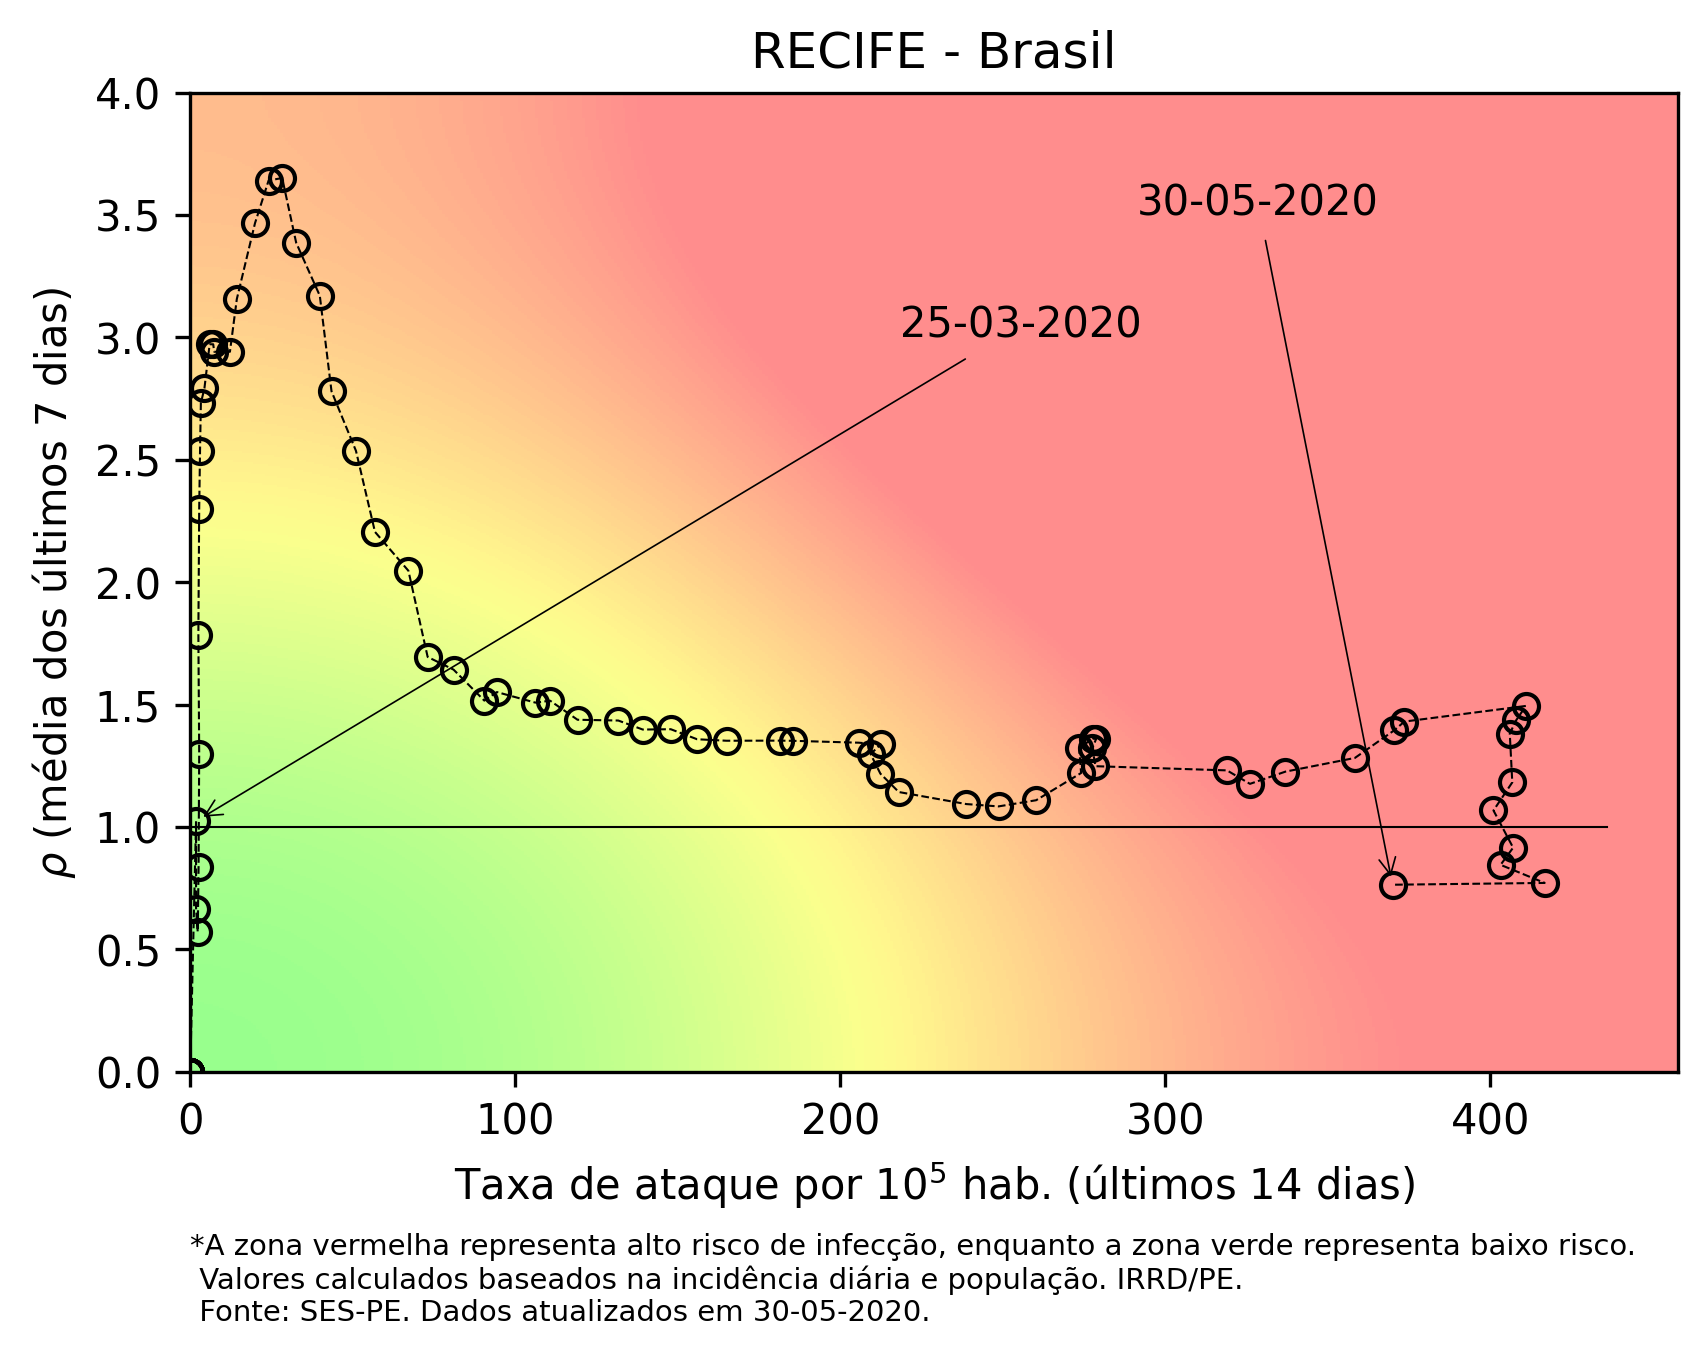 RECIFE - Brasil
4.0
3.5
3.0
2.5
2.0
1.5
1.0
0.5
0.0
ρ (média dos últimos 7 dias)
30-05-2020
25-03-2020
0
100
200
300
400
Taxa de ataque por 10⁵ hab. (últimos 14 dias)
*A zona vermelha representa alto risco de infecção, enquanto a zona verde representa baixo risco.
Valores calculados baseados na incidência diária e população. IRRD/PE.
Fonte: SES-PE. Dados atualizados em 30-05-2020.